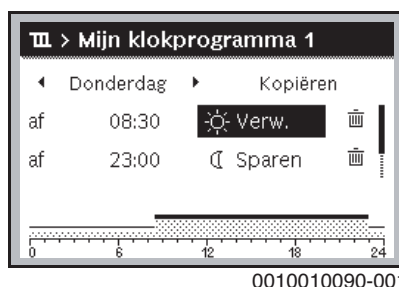 > Mijn klokprogramma 1
Donderdag Kopiëren
af 08:30 Verw.
af 23:00 Sparen
0 6 12 18 24
0010010090-001